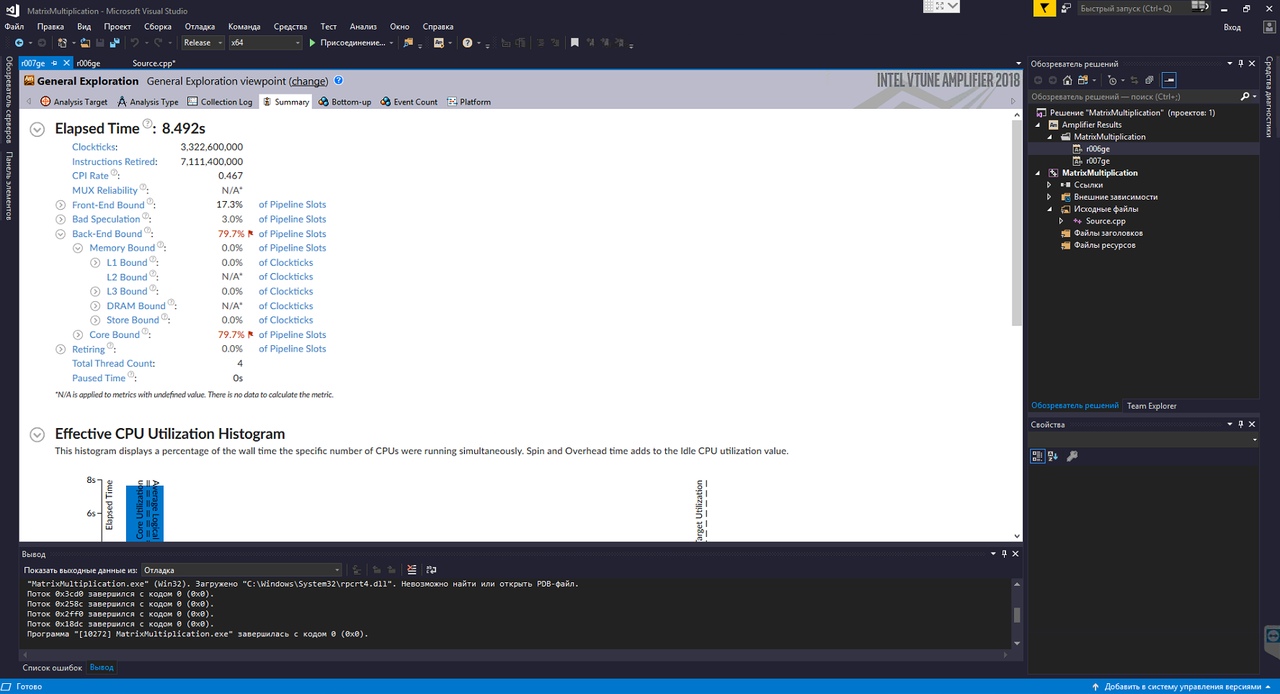 MatrixMultiplication - Microsoft Visual Studio
Быстрый запуск (Ctrl+Q)
Файл Правка Вид Проект Сборка Отладка Команда Средства Тест Анализ Окно Справка
Вход
Release x64 Присоединение...
Обозреватель серверов
Панель элементов
r007ge r006ge Source.cpp*
General Exploration General Exploration viewpoint (change)
INTEL VTUNE AMPLIFIER 2018
Analysis Target Analysis Type Collection Log Summary Bottom-up Event Count Platform
Elapsed Time: 8.492s
Clockticks: 3,322,600,000
Instructions Retired: 7,111,400,000
CPI Rate: 0.467
MUX Reliability: N/A*
Front-End Bound: 17.3% of Pipeline Slots
Bad Speculation: 3.0% of Pipeline Slots
Back-End Bound: 79.7% of Pipeline Slots
Memory Bound: 0.0% of Pipeline Slots
L1 Bound: 0.0% of Clockticks
L2 Bound: N/A* of Clockticks
L3 Bound: 0.0% of Clockticks
DRAM Bound: N/A* of Clockticks
Store Bound: 0.0% of Clockticks
Core Bound: 79.7% of Pipeline Slots
Retiring: 0.0% of Pipeline Slots
Total Thread Count: 4
Paused Time: 0s
*N/A is applied to metrics with undefined value. There is no data to calculate the metric.
Effective CPU Utilization Histogram
This histogram displays a percentage of the wall time the specific number of CPUs were running simultaneously. Spin and Overhead time adds to the Idle CPU utilization value.
8s
6s
Elapsed Time
Core Utilization
Average Logical
Target Utilization
Обозреватель решений
Обозреватель решений — поиск (Ctrl+;)
Решение "MatrixMultiplication" (проектов: 1)
Amplifier Results
MatrixMultiplication
r006ge
r007ge
MatrixMultiplication
Ссылки
Внешние зависимости
Исходные файлы
Source.cpp
Файлы заголовков
Файлы ресурсов
Обозреватель решений Team Explorer
Свойства
Средства диагностики
Вывод
Показать выходные данные из: Отладка
"MatrixMultiplication.exe" (Win32). Загружено "C:\Windows\System32\rpcrt4.dll". Невозможно найти или открыть PDB-файл.
Поток 0x3cd0 завершился с кодом 0 (0x0).
Поток 0x258c завершился с кодом 0 (0x0).
Поток 0x2ff0 завершился с кодом 0 (0x0).
Поток 0x18dc завершился с кодом 0 (0x0).
Программа "[10272] MatrixMultiplication.exe" завершилась с кодом 0 (0x0).
Список ошибок Вывод
Готово
Добавить в систему управления версиями